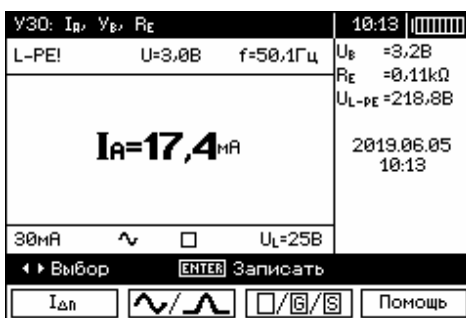 УЗО: IA, УB, RE 10:13
L-PE! U=3,0В f=50,1Гц
UB =3,2В
RE =0,11kΩ
UL-PE =218,8В
IA=17,4мА
2019.06.05
10:13
30мА UL=25В
Выбор ENTER Записать
IΔn / □/G/S Помощь